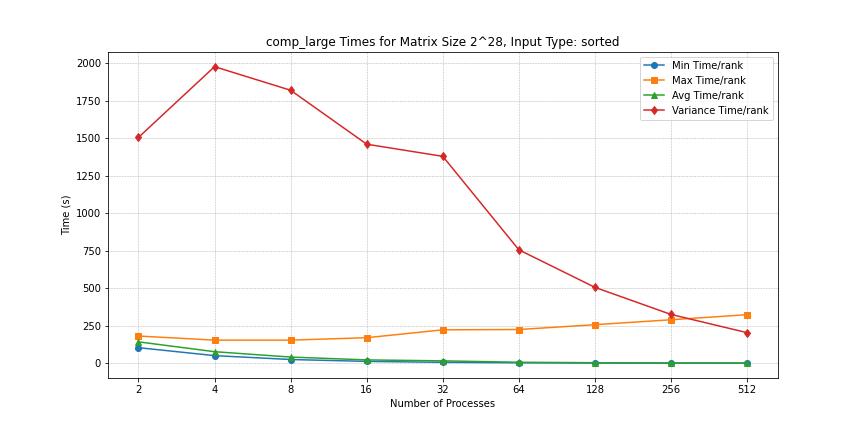 comp_large Times for Matrix Size 2^28, Input Type: sorted
Min Time/rank
Max Time/rank
Avg Time/rank
Variance Time/rank
Time (s)
2000
1750
1500
1250
1000
750
500
250
0
2 4 8 16 32 64 128 256 512
Number of Processes